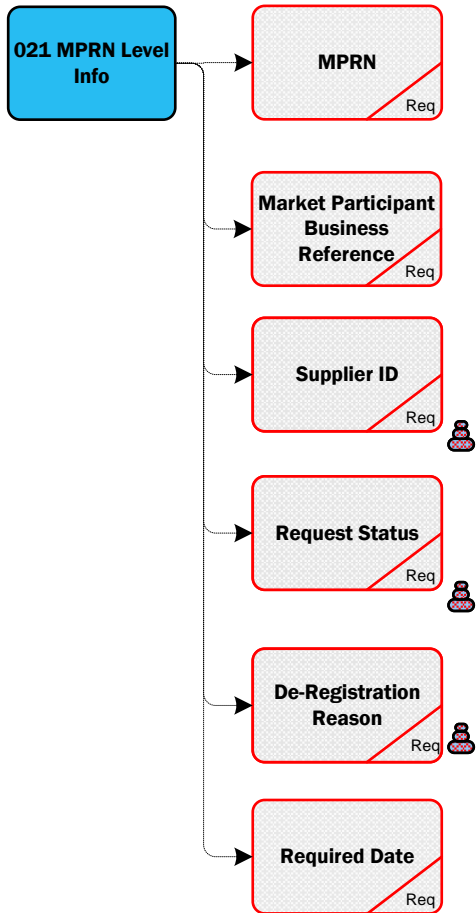 021 MPRN Level
Info
MPRN
Req
Market Participant
Business
Reference
Req
Supplier ID
Req
Request Status
Req
De-Registration
Reason
Req
Required Date
Req